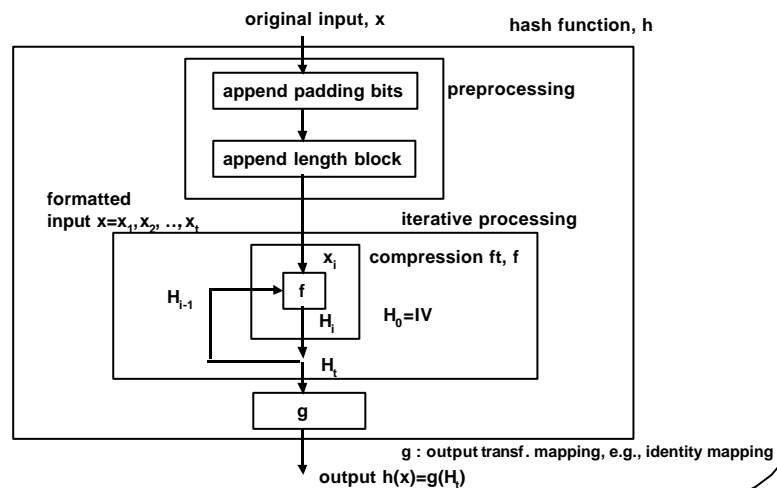 original input, x
hash function, h
append padding bits
preprocessing
append length block
formatted
input x=x₁,x₂, ..,xₜ
iterative processing
xᵢ
compression ft, f
f
Hᵢ₋₁
Hᵢ
H₀=IV
Hₜ
g
g : output transf. mapping, e.g., identity mapping
output h(x)=g(Hₜ)